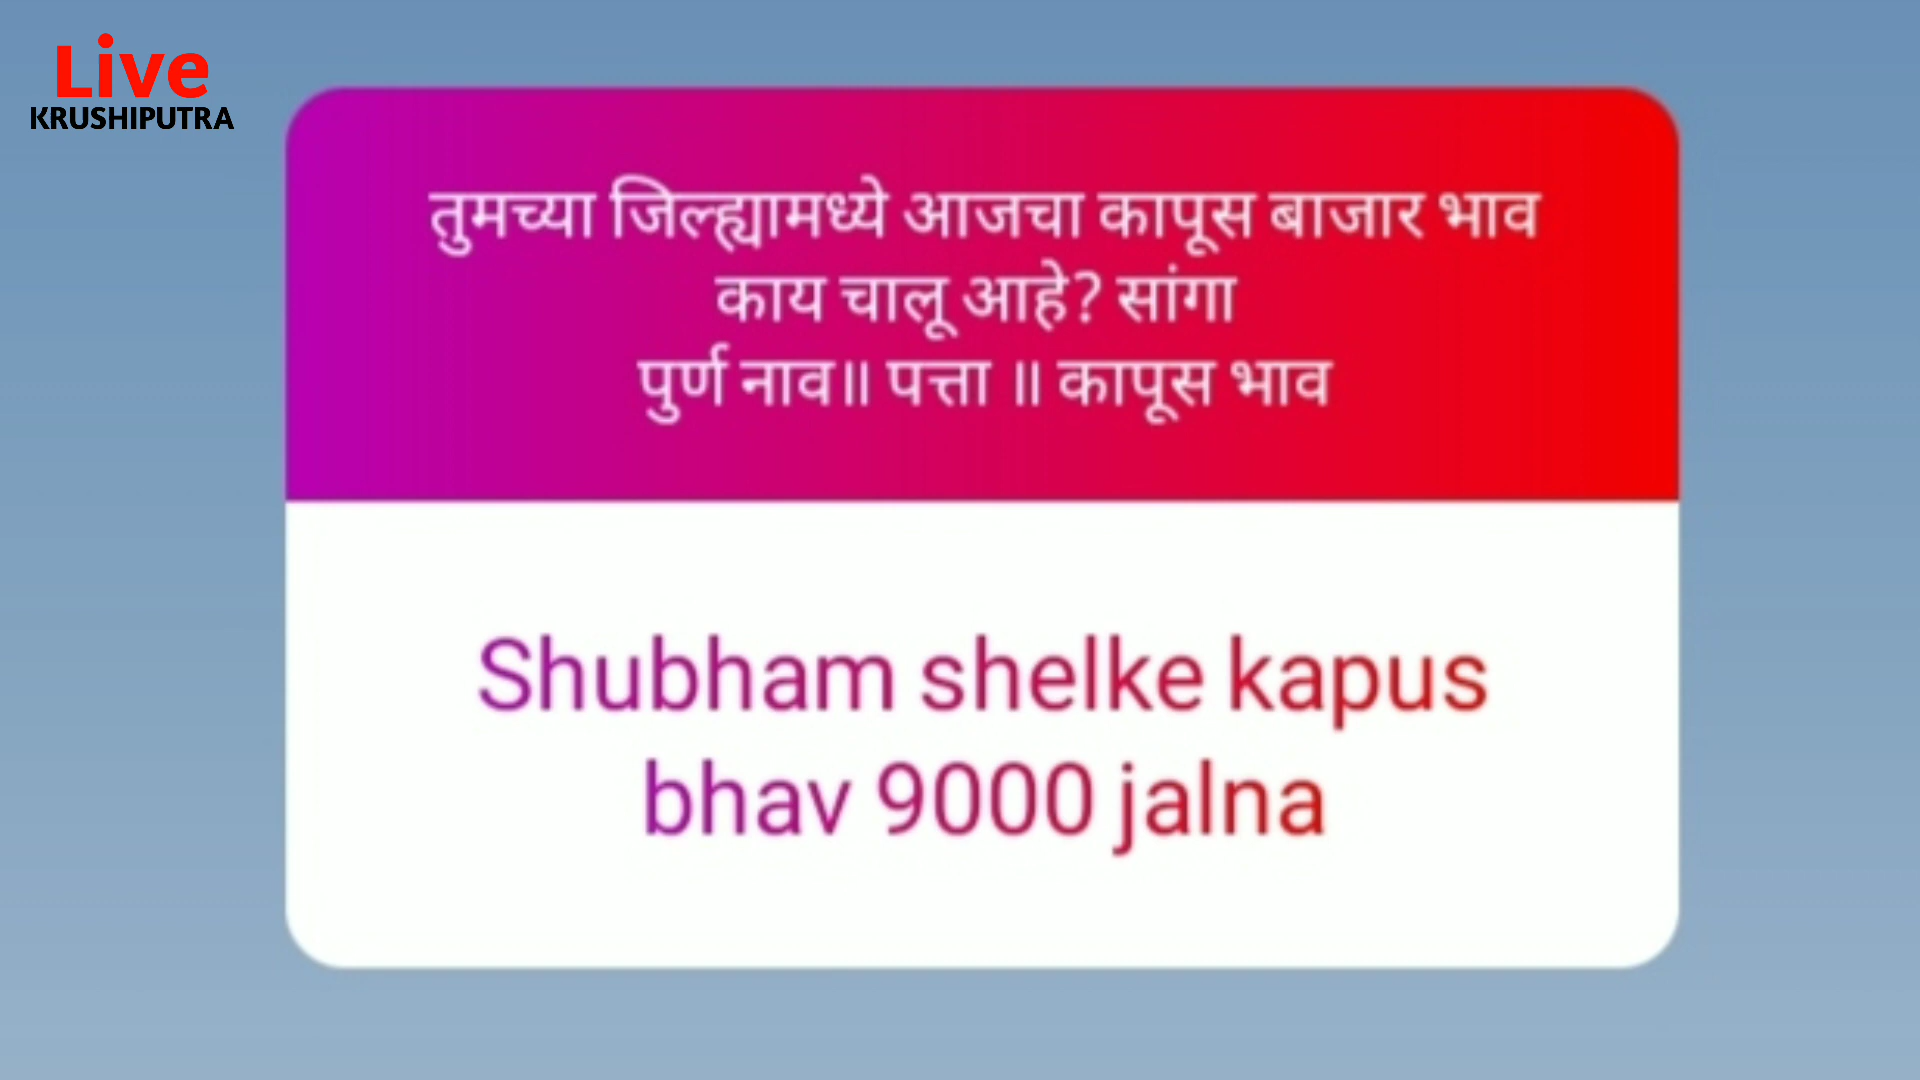 Live
KRUSHIPUTRA
तुमच्या जिल्ह्यामध्ये आजचा कापूस बाजार भाव
काय चालू आहे? सांगा
पुर्ण नाव॥ पत्ता ॥ कापूस भाव
Shubham shelke kapus
bhav 9000 jalna